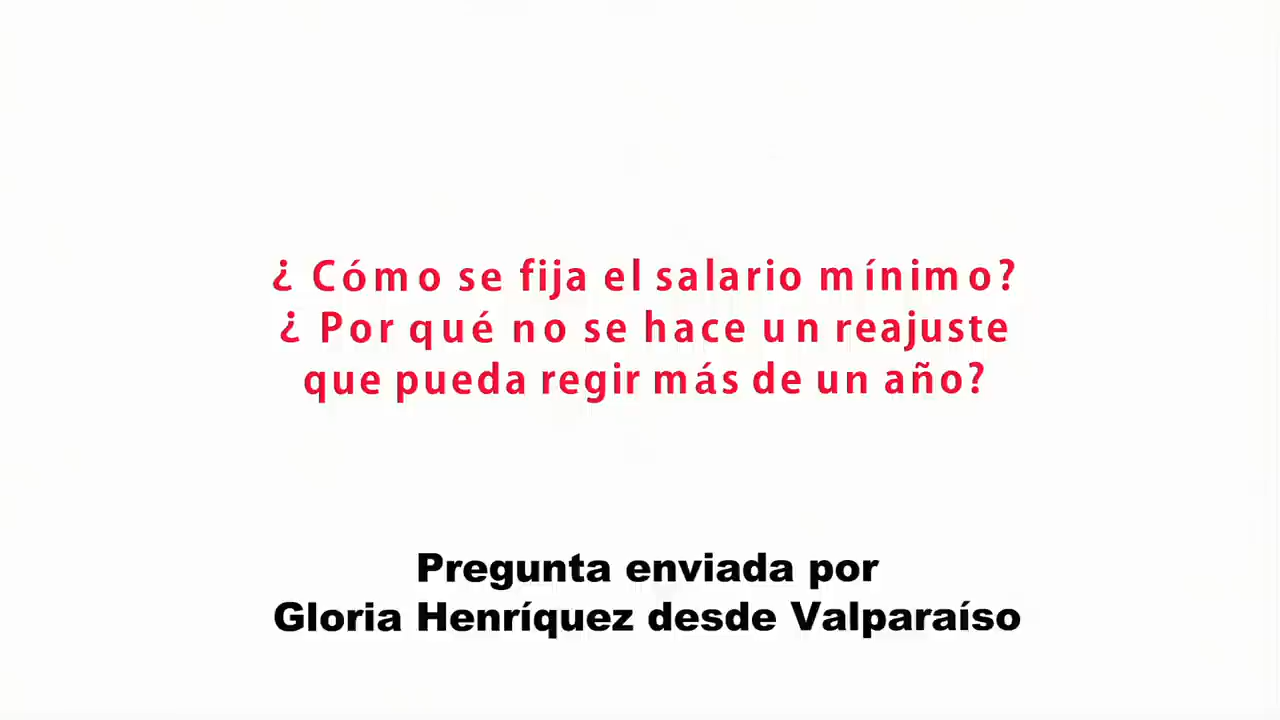 ¿ Cómo se fija el salario mínimo?
¿ Por qué no se hace un reajuste
que pueda regir más de un año?
Pregunta enviada por
Gloria Henríquez desde Valparaíso